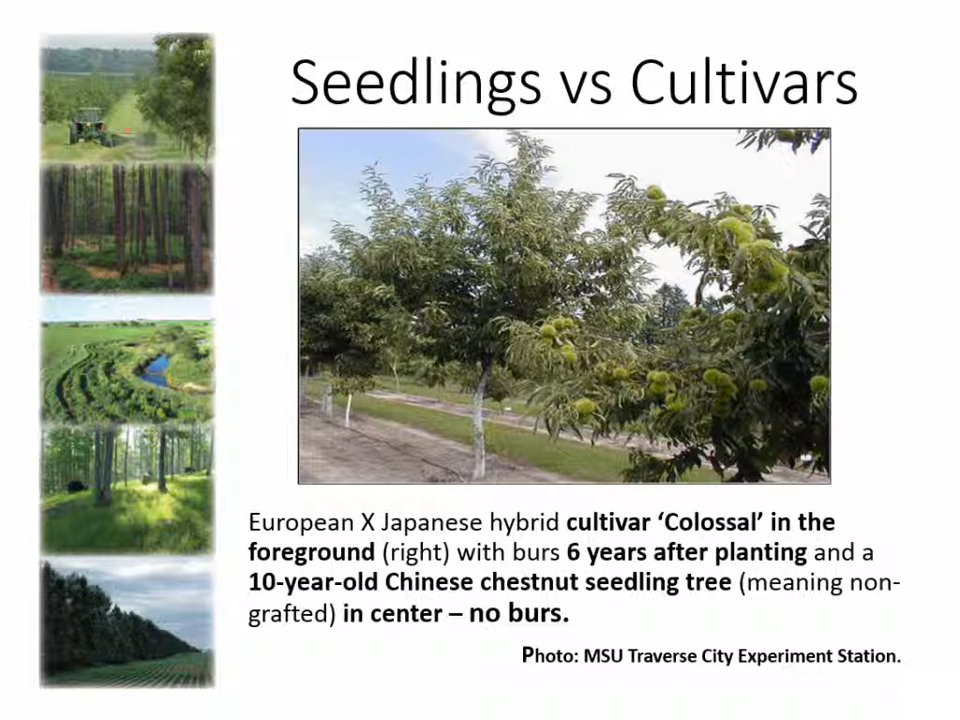 Seedlings vs Cultivars
European X Japanese hybrid cultivar ‘Colossal’ in the
foreground (right) with burs 6 years after planting and a
10-year-old Chinese chestnut seedling tree (meaning non-
grafted) in center – no burs.
Photo: MSU Traverse City Experiment Station.